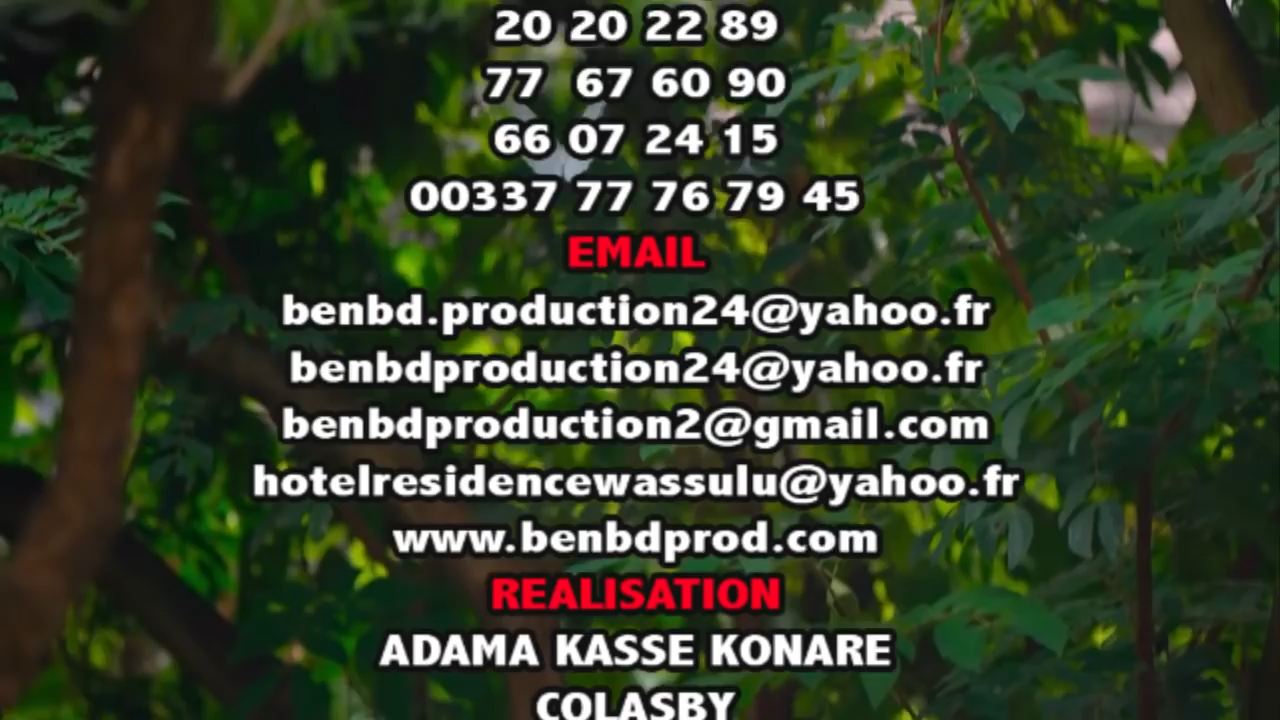 20 20 22 89
77 67 60 90
66 07 24 15
00337 77 76 79 45
EMAIL
benbd.production24@yahoo.fr
benbdproduction24@yahoo.fr
benbdproduction2@gmail.com
hotelresidencewassulu@yahoo.fr
www.benbdprod.com
REALISATION
ADAMA KASSE KONARE
COLASBY